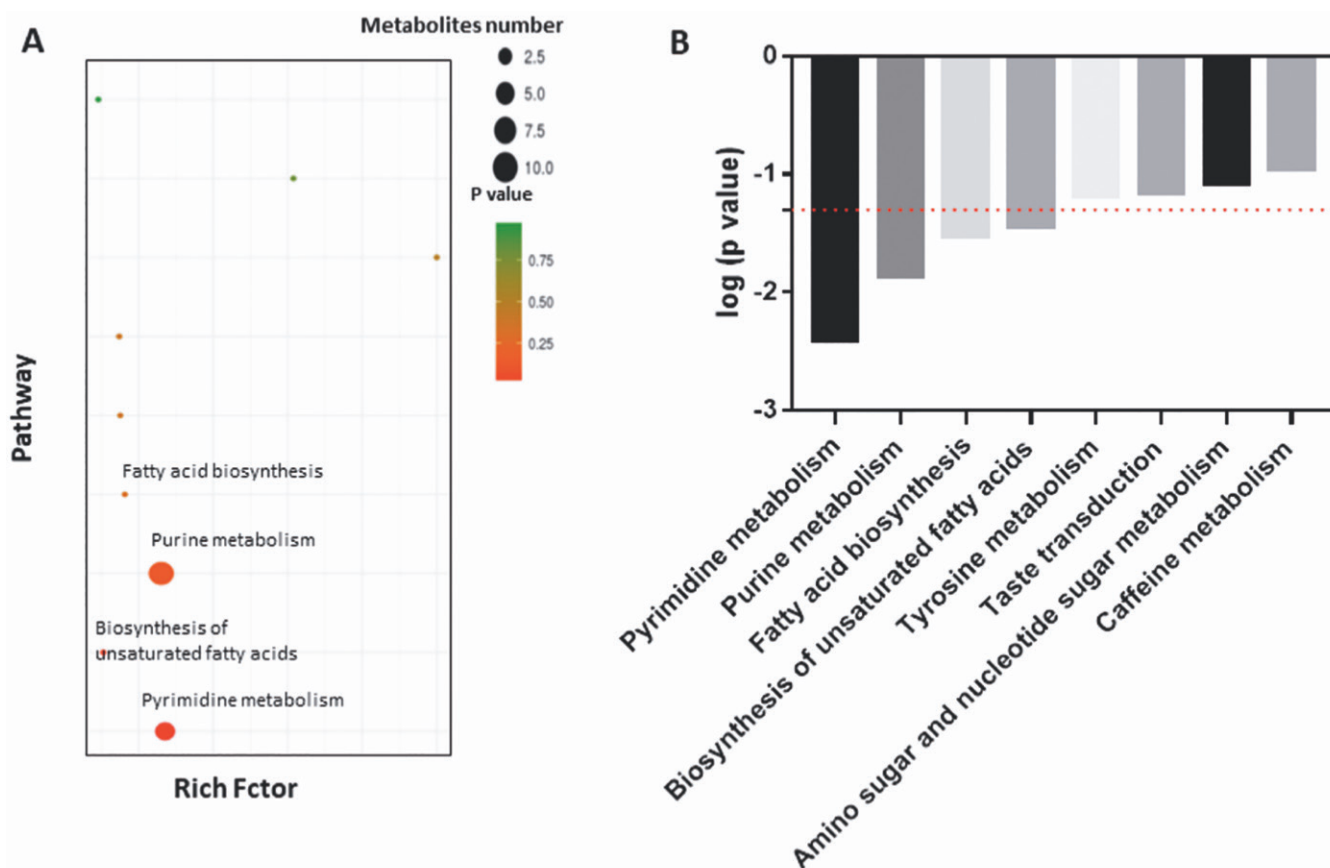 A
Metabolites number
2.5
5.0
7.5
10.0
P value
0.75
0.50
0.25
Pathway
Fatty acid biosynthesis
Purine metabolism
Biosynthesis of
unsaturated fatty acids
Pyrimidine metabolism
Rich Fctor
B
log (p value)
-0
-1
-2
-3
Pyrimidine metabolism
Purine metabolism
Fatty acid biosynthesis
Biosynthesis of unsaturated fatty acids
Tyrosine metabolism
Taste transduction
Amino sugar and nucleotide sugar metabolism
Caffeine metabolism